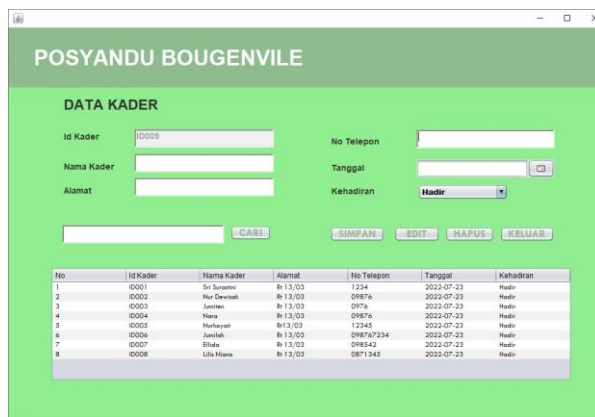 POSYANDU BOUGENVILE
DATA KADER
Id Kader ID009 No Telepon
Nama Kader Tanggal
Alamat Kehadiran Hadir
CARI SIMPAN EDIT HAPUS KELUAR
No Id Kader Nama Kader Alamat No Telepon Tanggal Kehadiran
1 ID001 Sri Surastini Rt 13/03 1234 2022-07-23 Hadir
2 ID002 Nur Dewisah Rt 13/03 09876 2022-07-23 Hadir
3 ID003 Jumiten Rt 13/03 0976 2022-07-23 Hadir
4 ID004 Nara Rt 13/03 09876 2022-07-23 Hadir
5 ID005 Nurhayati Rt13/03 12345 2022-07-23 Hadir
6 ID006 Jumilah Rt 13/03 098767234 2022-07-23 Hadir
7 ID007 Ellida Rt 13/03 098542 2022-07-23 Hadir
8 ID008 Lilis Niana Rt 13/03 0871345 2022-07-23 Hadir